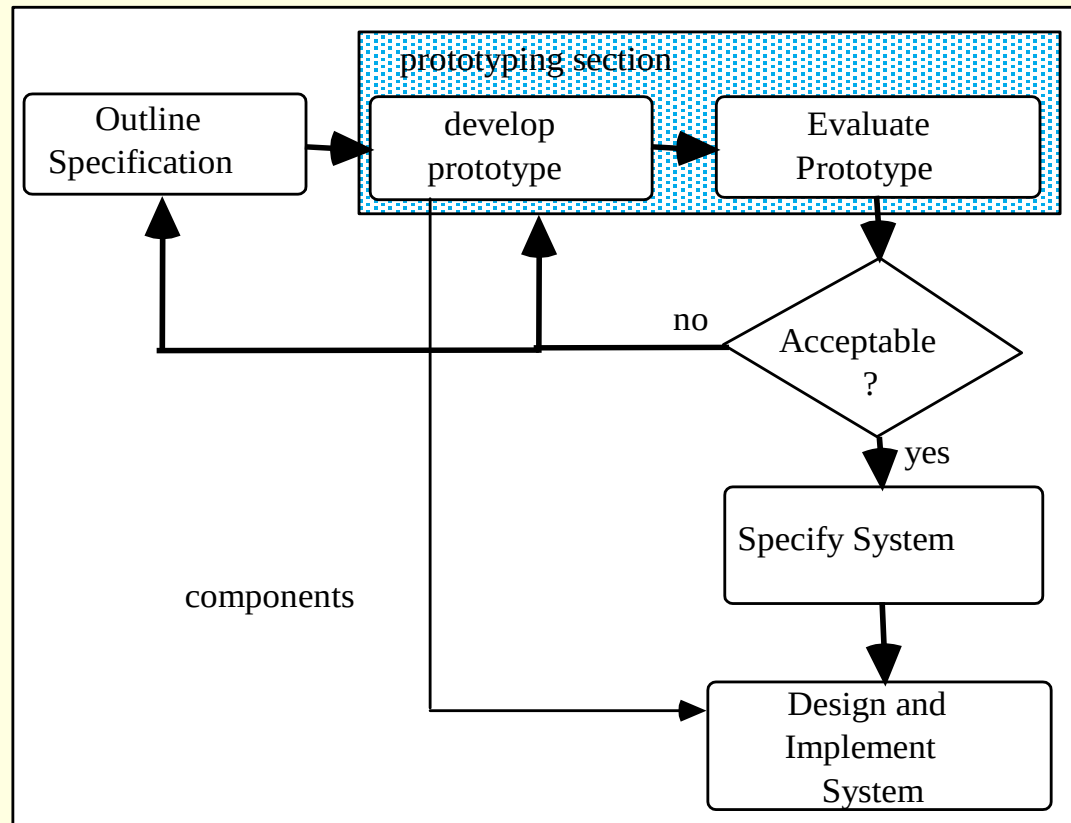 prototyping section
Outline
Specification
develop
prototype
Evaluate
Prototype
no
Acceptable
?
yes
Specify System
components
Design and
Implement
System